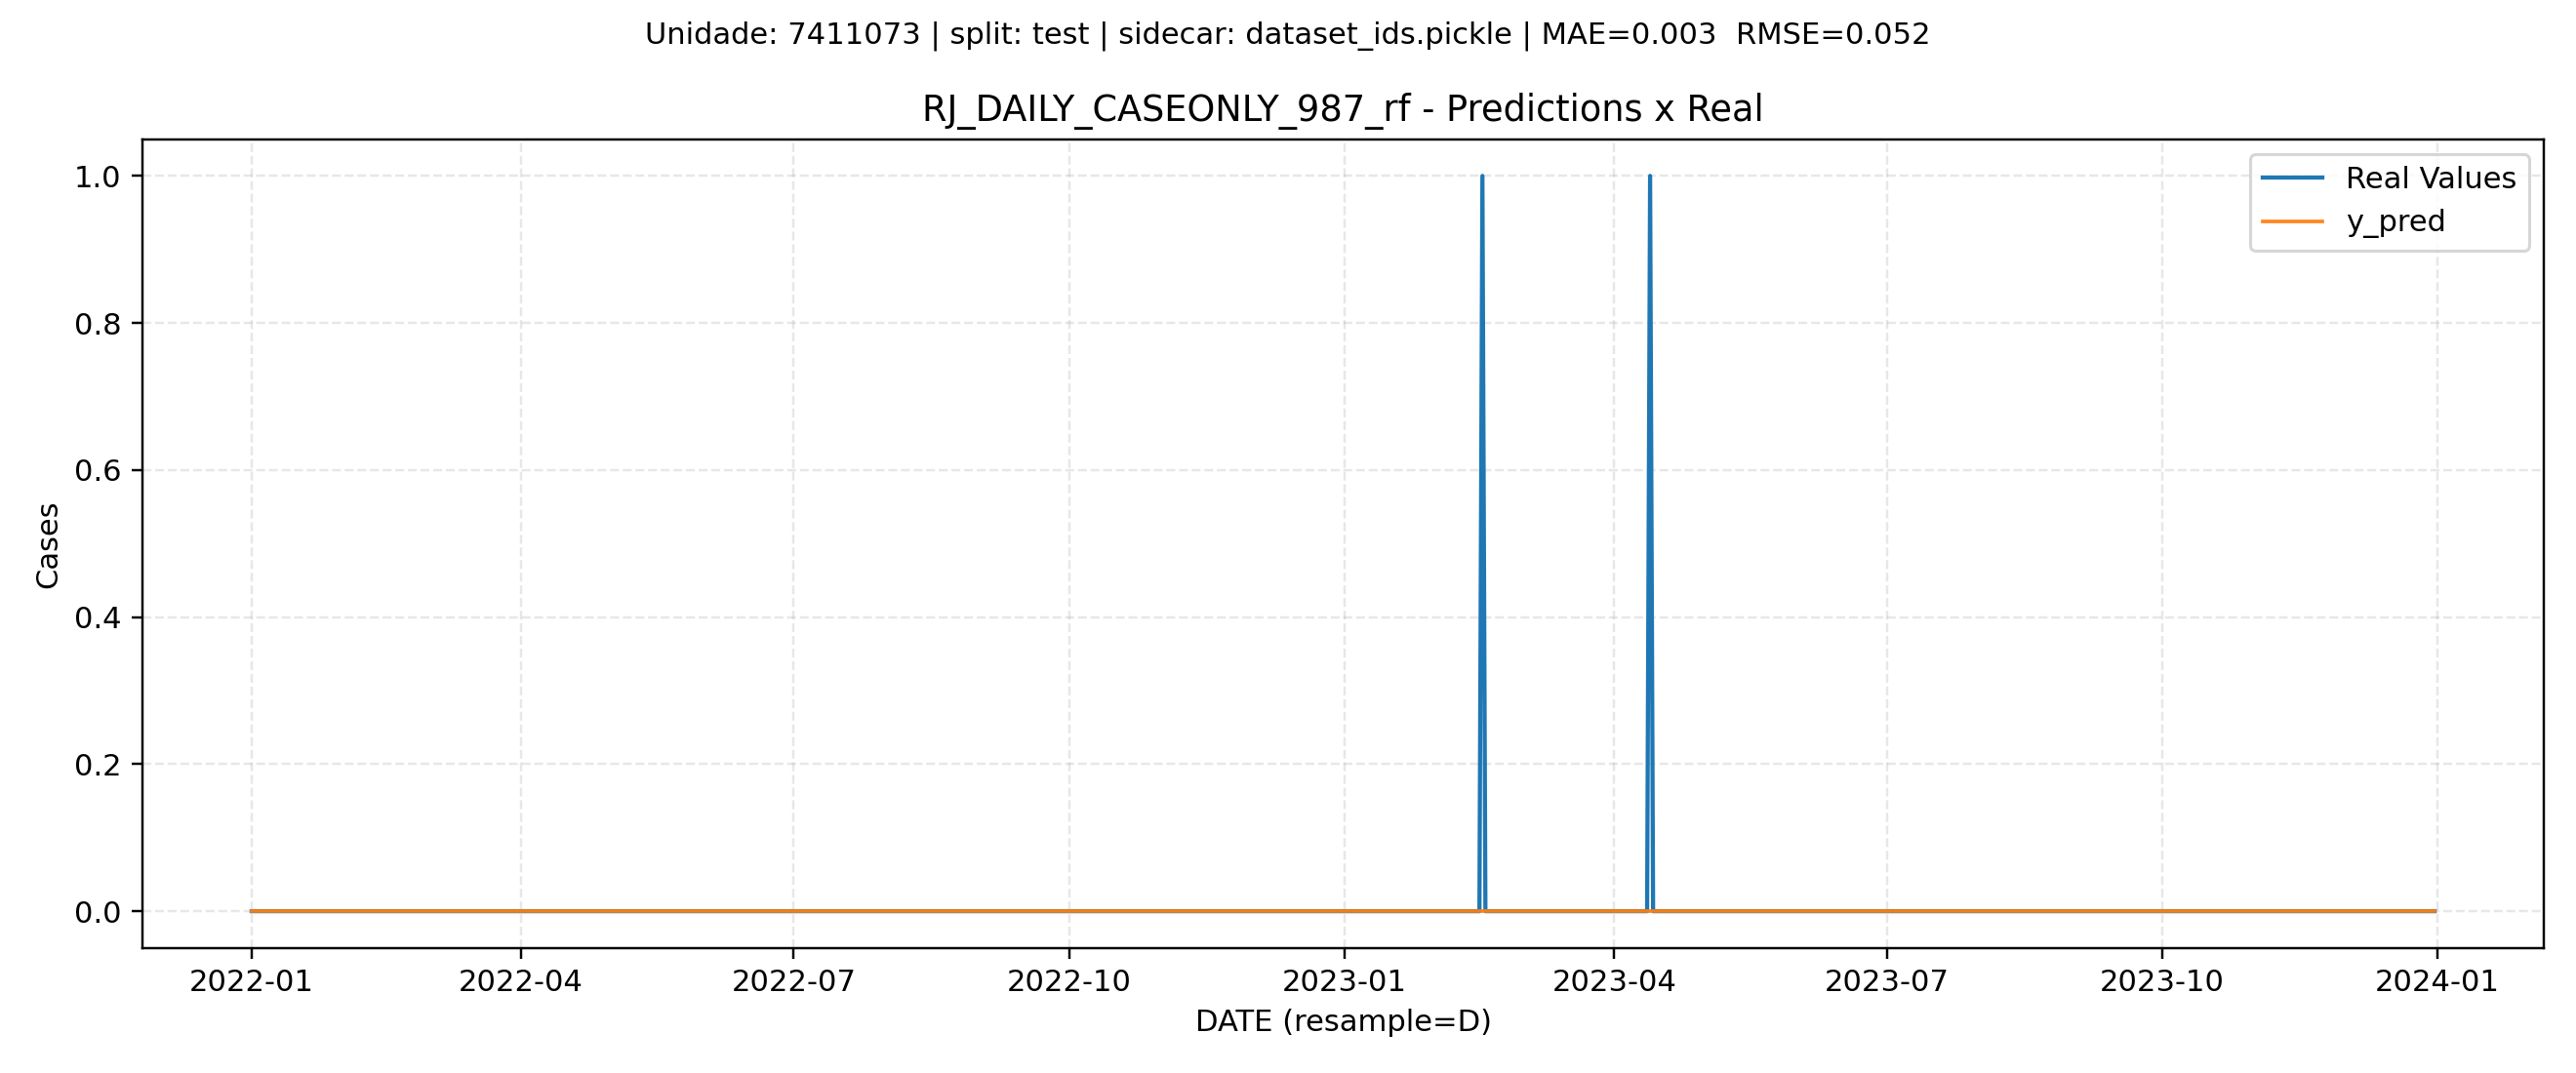 Unidade: 7411073 | split: test | sidecar: dataset_ids.pickle | MAE=0.003  RMSE=0.052
RJ_DAILY_CASEONLY_987_rf - Predictions x Real
Real Values
y_pred
1.0
0.8
0.6
0.4
0.2
0.0
Cases
2022-01 2022-04 2022-07 2022-10 2023-01 2023-04 2023-07 2023-10 2024-01
DATE (resample=D)